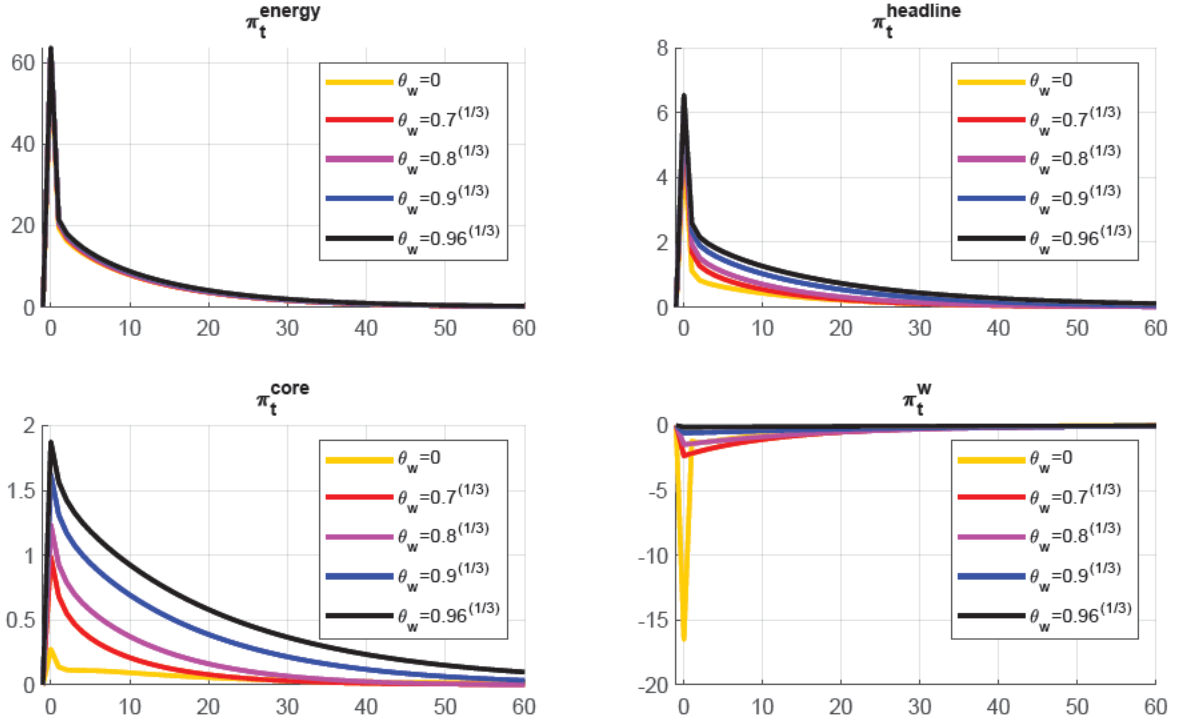 π_t^energy
60
40
20
0
0 10 20 30 40 50 60
θ_w=0
θ_w=0.7^(1/3)
θ_w=0.8^(1/3)
θ_w=0.9^(1/3)
θ_w=0.96^(1/3)
π_t^headline
8
6
4
2
0
0 10 20 30 40 50 60
θ_w=0
θ_w=0.7^(1/3)
θ_w=0.8^(1/3)
θ_w=0.9^(1/3)
θ_w=0.96^(1/3)
π_t^core
2
1.5
1
0.5
0
0 10 20 30 40 50 60
θ_w=0
θ_w=0.7^(1/3)
θ_w=0.8^(1/3)
θ_w=0.9^(1/3)
θ_w=0.96^(1/3)
π_t^w
0
-5
-10
-15
-20
0 10 20 30 40 50 60
θ_w=0
θ_w=0.7^(1/3)
θ_w=0.8^(1/3)
θ_w=0.9^(1/3)
θ_w=0.96^(1/3)